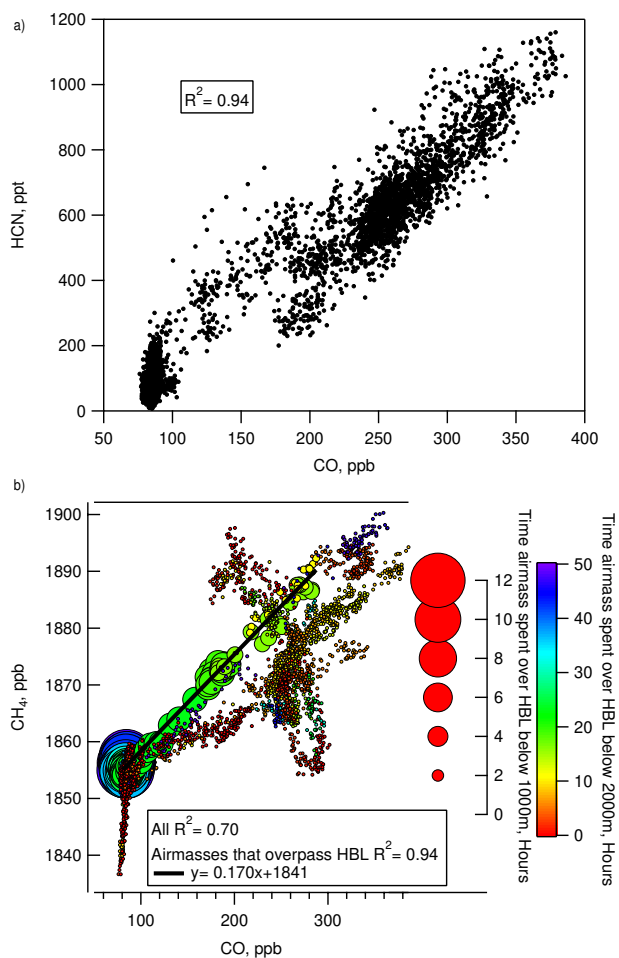 a)
1200
1000
800
600
400
200
0
HCN, ppt
R² = 0.94
50 100 150 200 250 300 350 400
CO, ppb
b)
1900
1890
1880
1870
1860
1850
1840
CH₄, ppb
All R² = 0.70
Airmasses that overpass HBL R² = 0.94
y= 0.170x+1841
100 200 300
CO, ppb
12
10
8
6
4
2
0
Time airmass spent over HBL below 1000m, Hours
50
40
30
20
10
0
Time airmass spent over HBL below 2000m, Hours